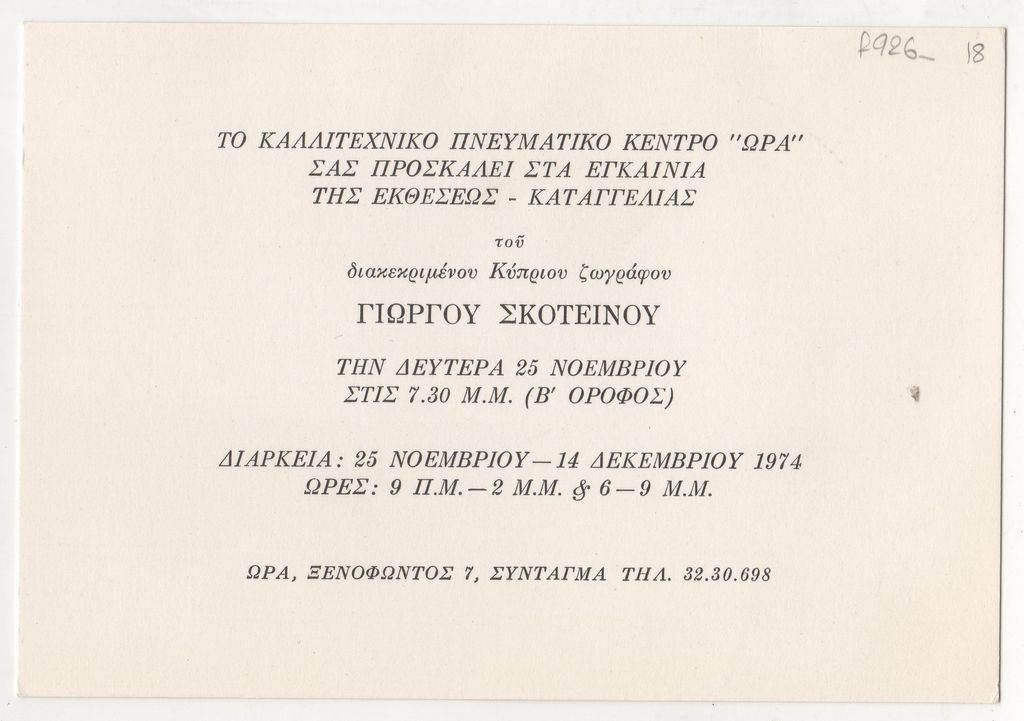 f926- 18
ΤΟ ΚΑΛΛΙΤΕΧΝΙΚΟ ΠΝΕΥΜΑΤΙΚΟ ΚΕΝΤΡΟ "ΩΡΑ"
ΣΑΣ ΠΡΟΣΚΑΛΕΙ ΣΤΑ ΕΓΚΑΙΝΙΑ
ΤΗΣ ΕΚΘΕΣΕΩΣ - ΚΑΤΑΓΓΕΛΙΑΣ
τοῦ
διακεκριμένου Κύπριου ζωγράφου
ΓΙΩΡΓΟΥ ΣΚΟΤΕΙΝΟΥ
ΤΗΝ ΔΕΥΤΕΡΑ 25 ΝΟΕΜΒΡΙΟΥ
ΣΤΙΣ 7.30 Μ.Μ. (Β' ΟΡΟΦΟΣ)
ΔΙΑΡΚΕΙΑ: 25 ΝΟΕΜΒΡΙΟΥ—14 ΔΕΚΕΜΒΡΙΟΥ 1974
ΩΡΕΣ: 9 Π.Μ.—2 Μ.Μ. & 6—9 Μ.Μ.
ΩΡΑ, ΞΕΝΟΦΩΝΤΟΣ 7, ΣΥΝΤΑΓΜΑ ΤΗΛ. 32.30.698